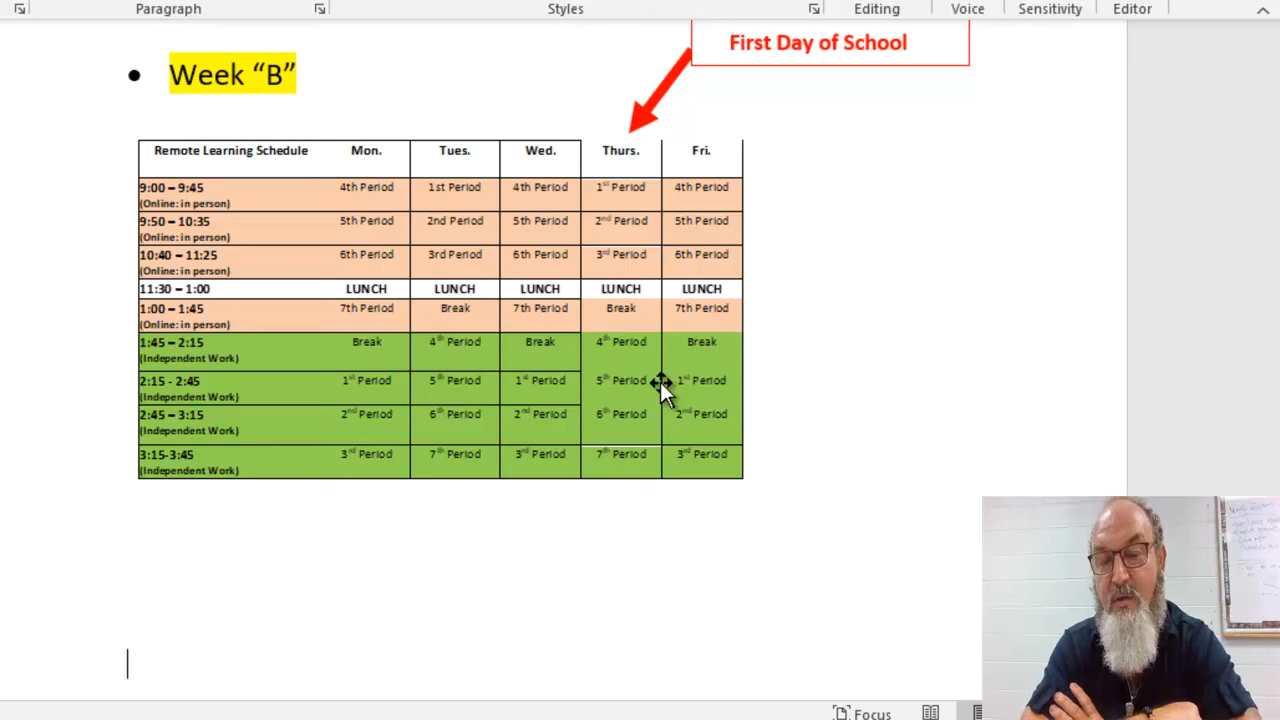 Paragraph Styles Editing Voice Sensitivity Editor
First Day of School
• Week “B”
Remote Learning Schedule Mon. Tues. Wed. Thurs. Fri.
9:00 – 9:45 4th Period 1st Period 4th Period 1st Period 4th Period
(Online: in person)
9:50 – 10:35 5th Period 2nd Period 5th Period 2nd Period 5th Period
(Online: in person)
10:40 – 11:25 6th Period 3rd Period 6th Period 3rd Period 6th Period
(Online: in person)
11:30 – 1:00 LUNCH LUNCH LUNCH LUNCH LUNCH
1:00 – 1:45 7th Period Break 7th Period Break 7th Period
(Online: in person)
1:45 – 2:15 Break 4th Period Break 4th Period Break
(Independent Work)
2:15 - 2:45 1st Period 5th Period 1st Period 5th Period 1st Period
(Independent Work)
2:45 – 3:15 2nd Period 6th Period 2nd Period 6th Period 2nd Period
(Independent Work)
3:15-3:45 3rd Period 7th Period 3rd Period 7th Period 3rd Period
(Independent Work)
Focus